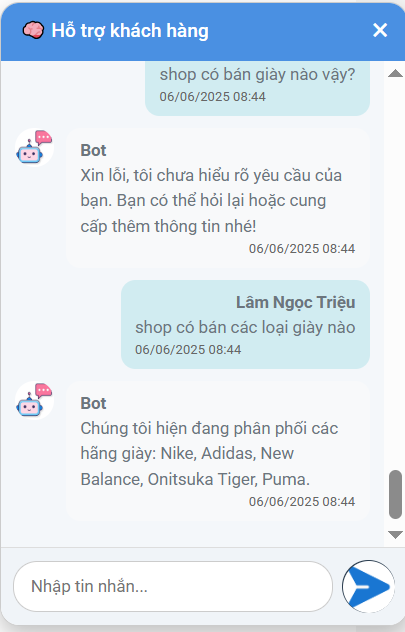 Hỗ trợ khách hàng
shop có bán giày nào vậy?
06/06/2025 08:44
Bot
Xin lỗi, tôi chưa hiểu rõ yêu cầu của
bạn. Bạn có thể hỏi lại hoặc cung
cấp thêm thông tin nhé!
06/06/2025 08:44
Lâm Ngọc Triệu
shop có bán các loại giày nào
06/06/2025 08:44
Bot
Chúng tôi hiện đang phân phối các
hãng giày: Nike, Adidas, New
Balance, Onitsuka Tiger, Puma.
06/06/2025 08:44
Nhập tin nhắn...